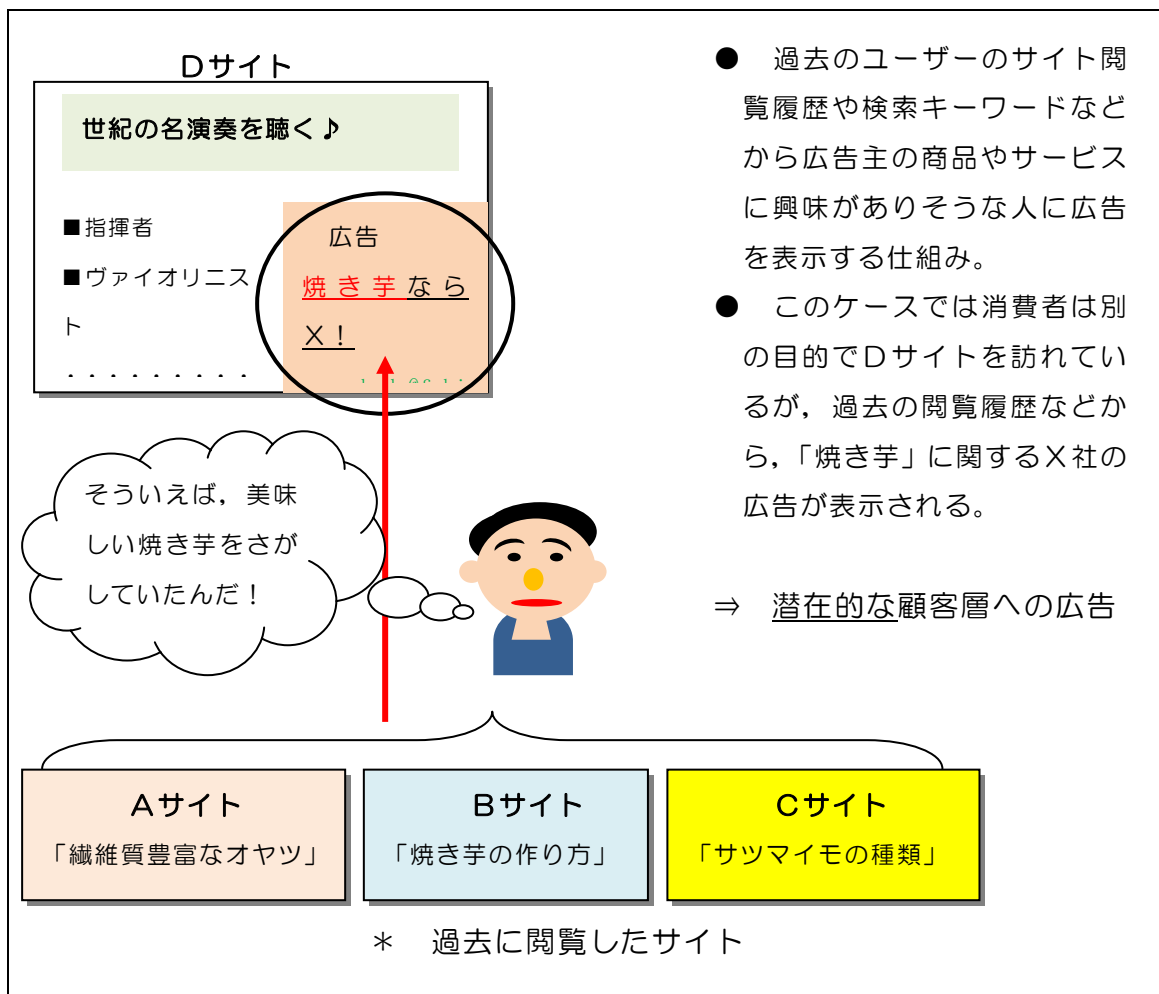 Dサイト
世紀の名演奏を聴く♪
■指揮者
■ヴァイオリニス
ト
・・・・・・・・・
広告
焼き芋なら
X!
そういえば,美味
しい焼き芋をさが
していたんだ!
● 過去のユーザーのサイト閲
覧履歴や検索キーワードなど
から広告主の商品やサービス
に興味がありそうな人に広告
を表示する仕組み。
● このケースでは消費者は別
の目的でDサイトを訪れてい
るが,過去の閲覧履歴などか
ら,「焼き芋」に関するX社の
広告が表示される。
⇒ 潜在的な顧客層への広告
Aサイト
「繊維質豊富なオヤツ」
Bサイト
「焼き芋の作り方」
Cサイト
「サツマイモの種類」
* 過去に閲覧したサイト